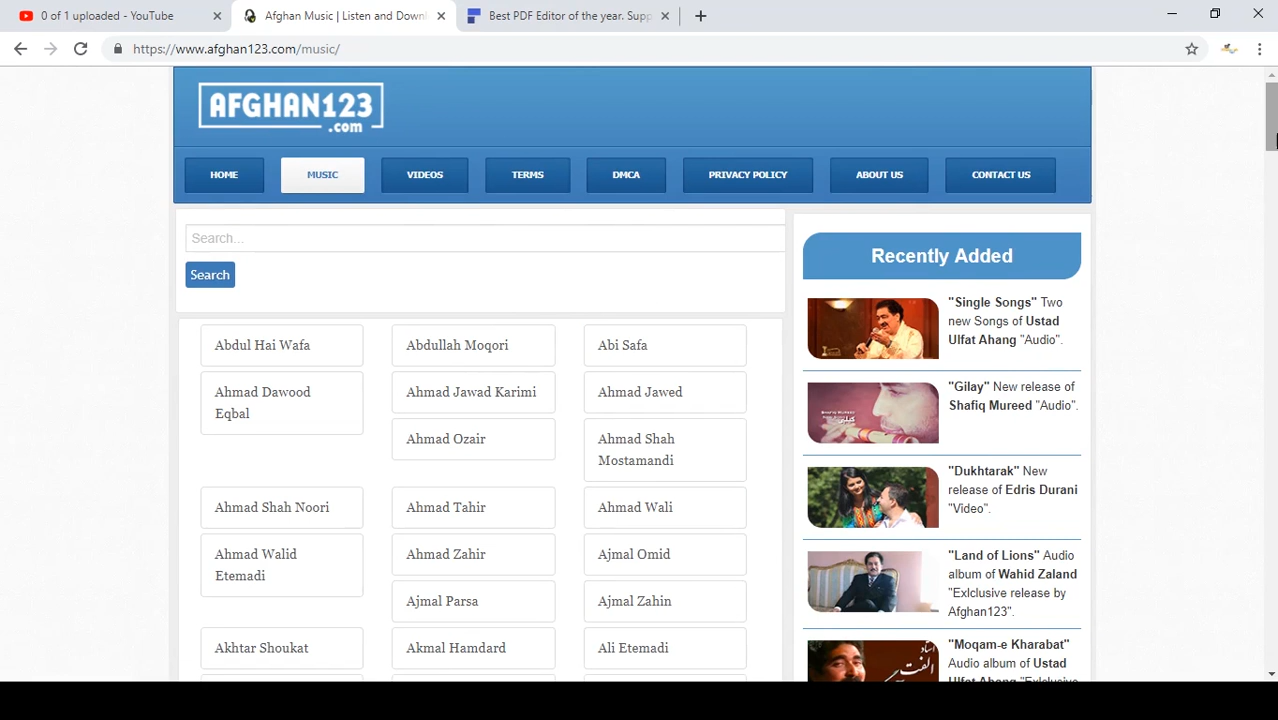 0 of 1 uploaded - YouTube
Afghan Music | Listen and Downl
Best PDF Editor of the year. Supp
https://www.afghan123.com/music/
AFGHAN123
.com
HOME
MUSIC
VIDEOS
TERMS
DMCA
PRIVACY POLICY
ABOUT US
CONTACT US
Search...
Search
Abdul Hai Wafa
Abdullah Moqori
Abi Safa
Ahmad Dawood
Eqbal
Ahmad Jawad Karimi
Ahmad Jawed
Ahmad Ozair
Ahmad Shah
Mostamandi
Ahmad Shah Noori
Ahmad Tahir
Ahmad Wali
Ahmad Walid
Etemadi
Ahmad Zahir
Ajmal Omid
Ajmal Parsa
Ajmal Zahin
Akhtar Shoukat
Akmal Hamdard
Ali Etemadi
Recently Added
"Single Songs" Two
new Songs of Ustad
Ulfat Ahang "Audio".
"Gilay" New release of
Shafiq Mureed "Audio".
"Dukhtarak" New
release of Edris Durani
"Video".
"Land of Lions" Audio
album of Wahid Zaland
"Exlclusive release by
Afghan123".
"Moqam-e Kharabat"
Audio album of Ustad
Ulfat Ahang "Exlclusive